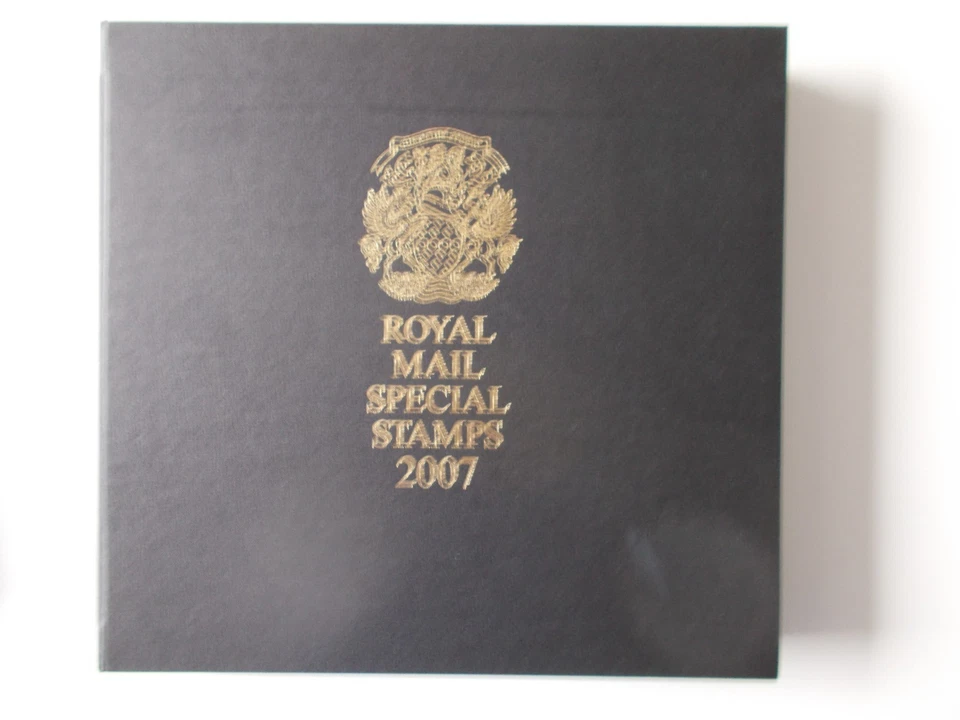 ROYAL
MAIL
SPECIAL
STAMPS
2007